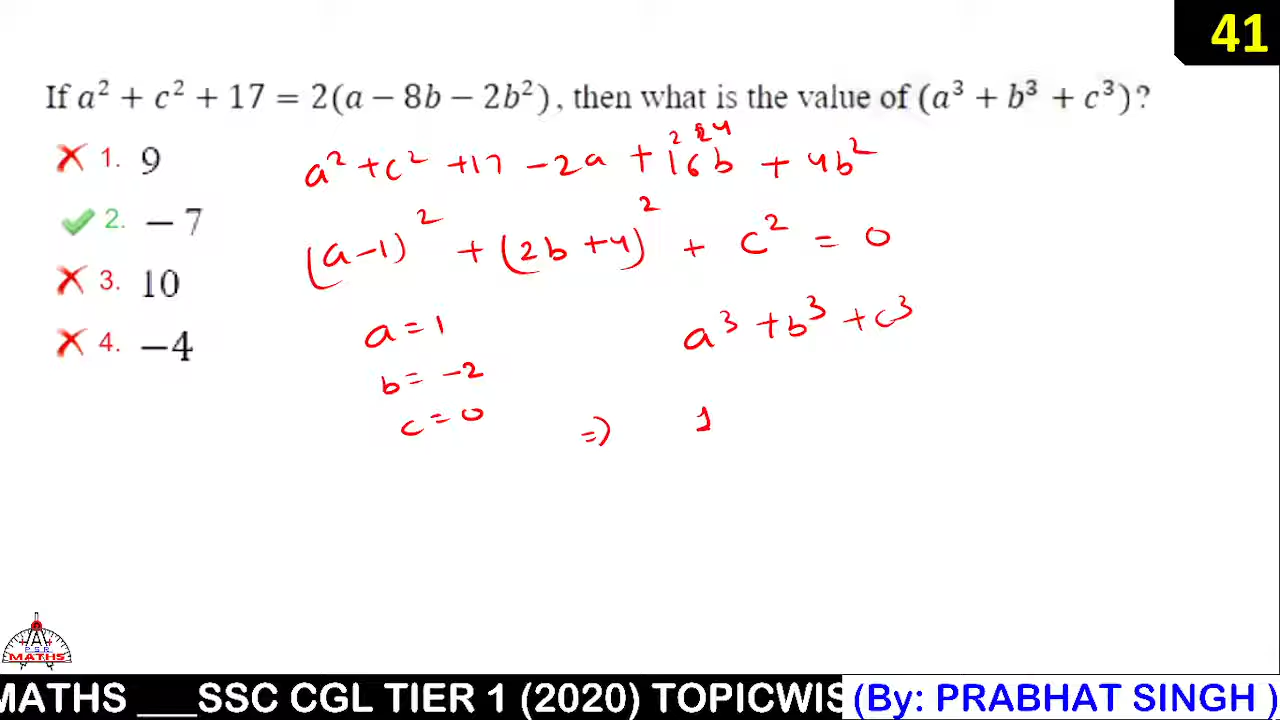 41
If a² + c² + 17 = 2(a − 8b − 2b²), then what is the value of (a³ + b³ + c³)?
1. 9
2. − 7
3. 10
4. −4
a² + c² + 17 − 2a + 16b + 4b²
(a−1)² + (2b+4)² + c² = 0
a = 1
b = −2
c = 0
a³ + b³ + c³
⇒ 1
A
P S R
MATHS
MATHS ___SSC CGL TIER 1 (2020) TOPICWIS
(By: PRABHAT SINGH )